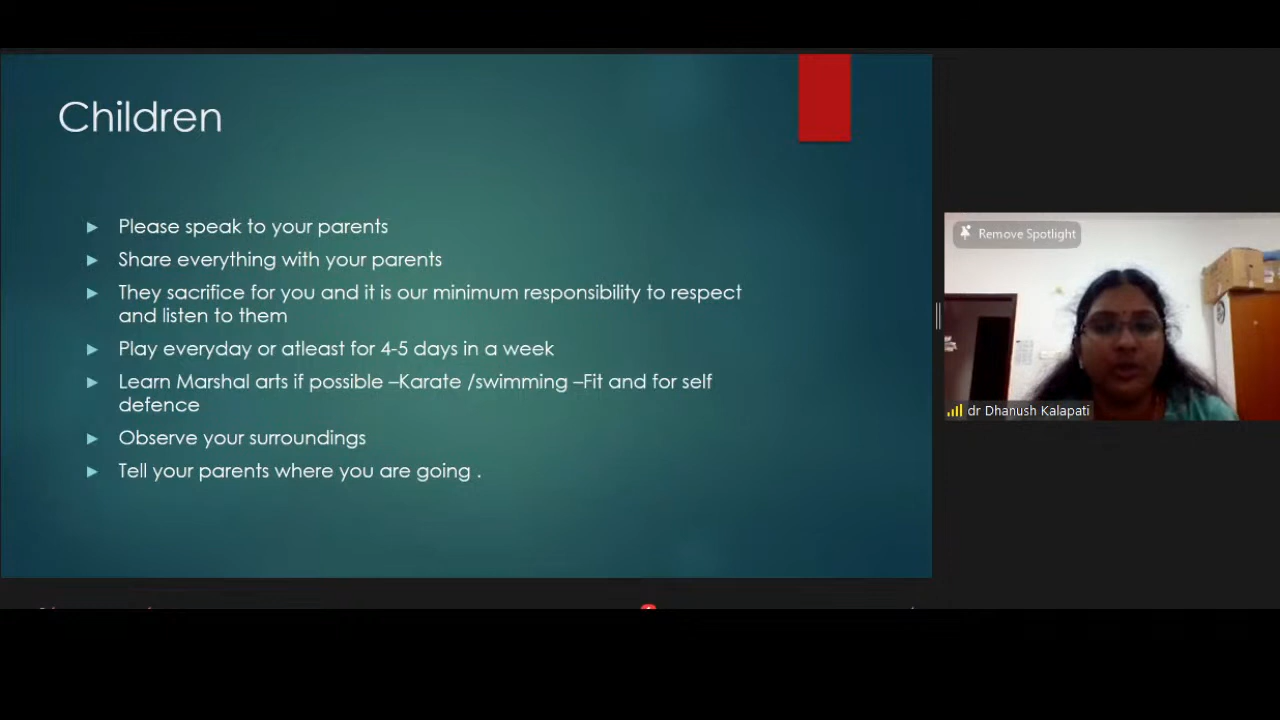 Children
Please speak to your parents
Share everything with your parents
They sacrifice for you and it is our minimum responsibility to respect
and listen to them
Play everyday or atleast for 4-5 days in a week
Learn Marshal arts if possible –Karate /swimming –Fit and for self
defence
Observe your surroundings
Tell your parents where you are going .
Remove Spotlight
dr Dhanush Kalapati